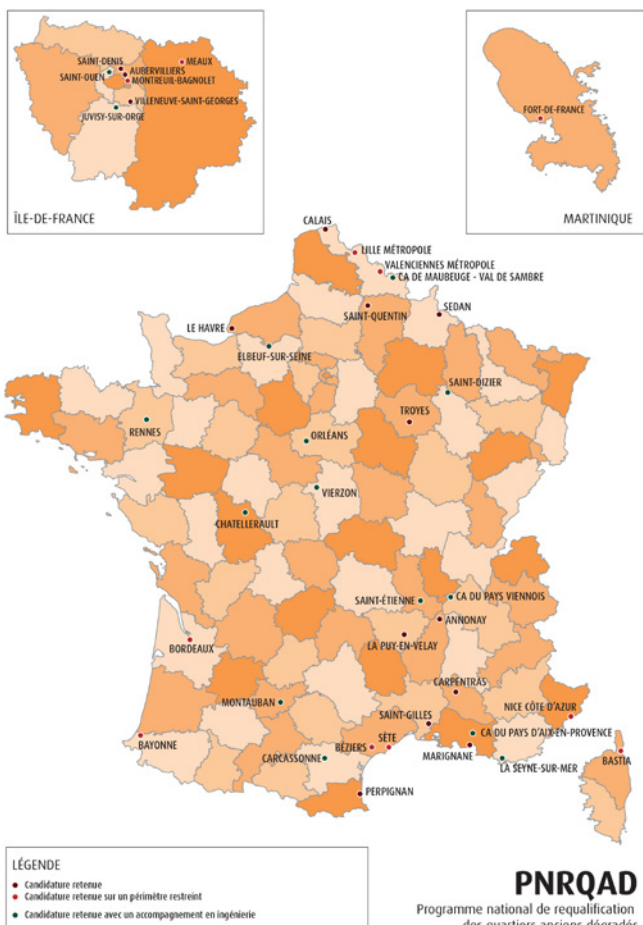 SAINT-DENIS
MEAUX
AUBERVILLIERS
SAINT-OUEN
MONTREUIL-BAGNOLET
VILLENEUVE-SAINT-GEORGES
JUVISY-SUR-ORGE
ÎLE-DE-FRANCE
FORT-DE-FRANCE
MARTINIQUE
CALAIS
LILLE MÉTROPOLE
VALENCIENNES MÉTROPOLE
CA DE MAUBEUGE - VAL DE SAMBRE
SAINT-QUENTIN
SEDAN
LE HAVRE
ELBEUF-SUR-SEINE
SAINT-DIZIER
TROYES
RENNES
ORLÉANS
VIERZON
CHATELLERAULT
SAINT-ÉTIENNE
CA DU PAYS VIENNOIS
ANNONAY
LA PUY-EN-VELAY
BORDEAUX
CARPENTRAS
MONTAUBAN
NICE CÔTE D'AZUR
SAINT-GILLES
CA DU PAYS D'AIX-EN-PROVENCE
BAYONNE
BÉZIERS
SÈTE
MARIGNANE
BASTIA
CARCASSONNE
LA SEYNE-SUR-MER
PERPIGNAN
LÉGENDE
Candidature retenue
Candidature retenue sur un périmètre restreint
Candidature retenue avec un accompagnement en ingénierie
PNRQAD
Programme national de requalification
des quartiers anciens dégradés